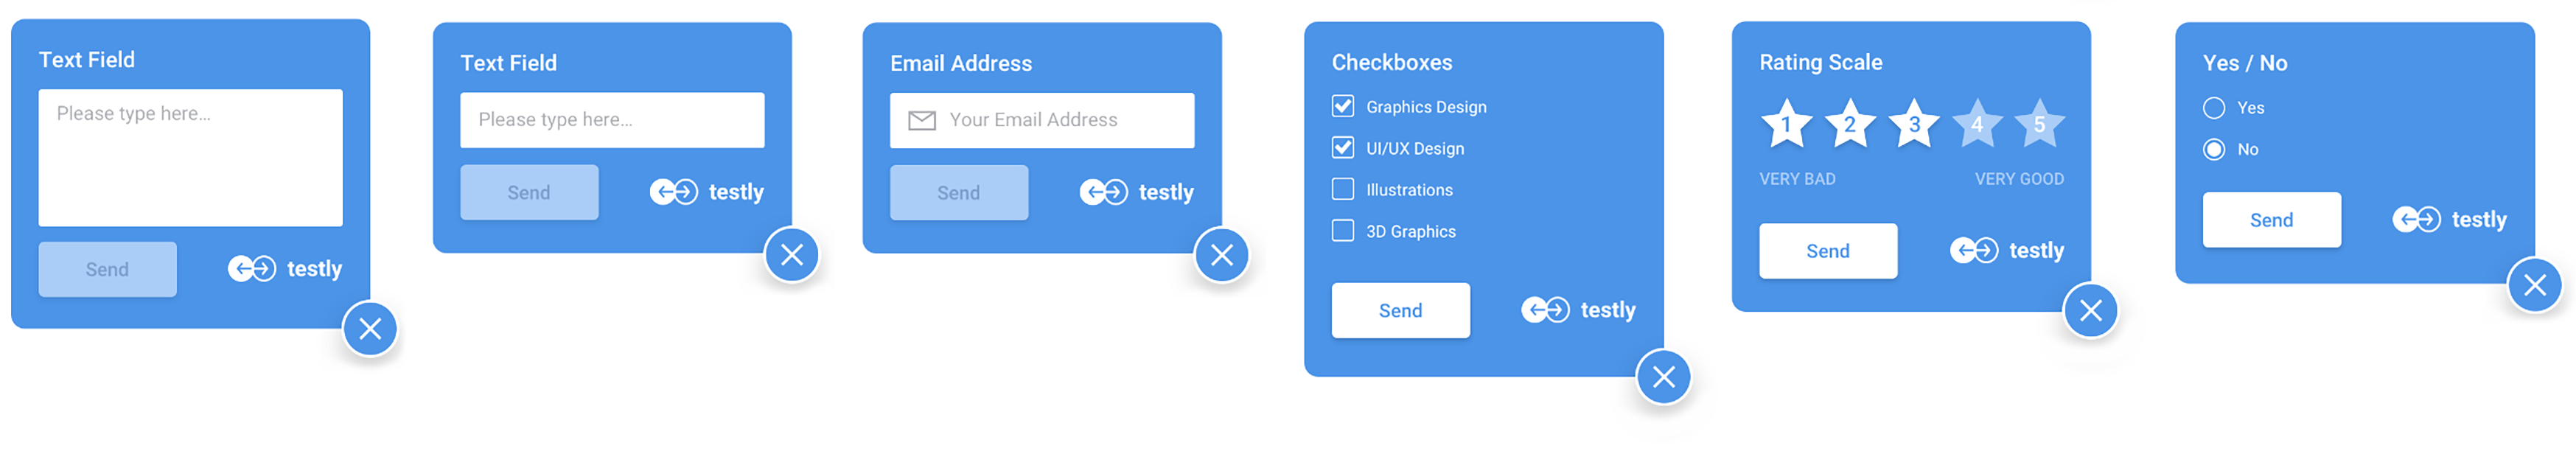 Text Field
Please type here...
Send
testly
Text Field
Please type here...
Send
testly
Email Address
Your Email Address
Send
testly
Checkboxes
Graphics Design
UI/UX Design
Illustrations
3D Graphics
Send
testly
Rating Scale
1 2 3 4 5
VERY BAD VERY GOOD
Send
testly
Yes / No
Yes
No
Send
testly